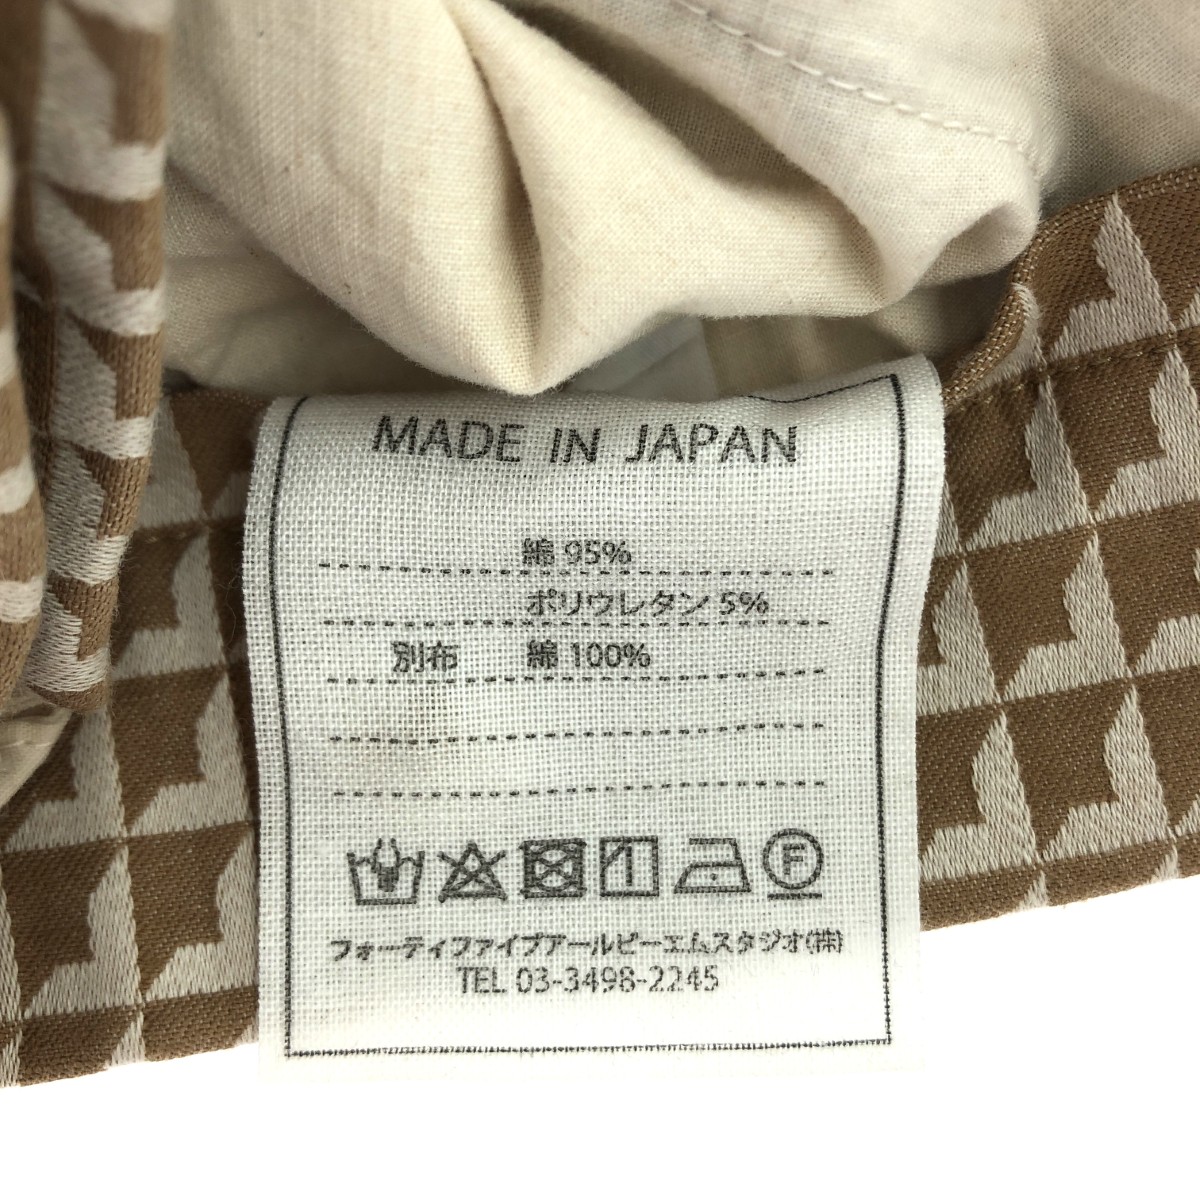 MADE IN JAPAN
綿 95%
ポリウレタン 5%
別布 綿 100%
F
フォーティファイブアールピーエムスタジオ(株)
TEL 03-3498-2245